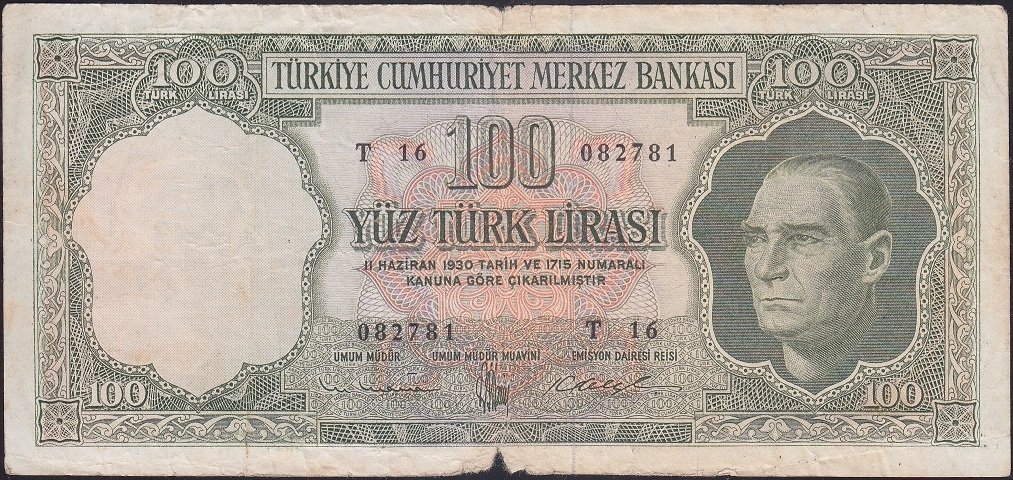 TÜRKİYE CUMHURİYET MERKEZ BANKASI
100
TÜRK LİRASI
100
TÜRK LİRASI
T 16 100 082781
YÜZ TÜRK LİRASI
11 HAZİRAN 1930 TARİH VE 1715 NUMARALI
KANUNA GÖRE ÇIKARILMIŞTIR
082781 T 16
UMUM MÜDÜR UMUM MÜDÜR MUAVİNİ EMİSYON DAİRESİ REİSİ
100 100